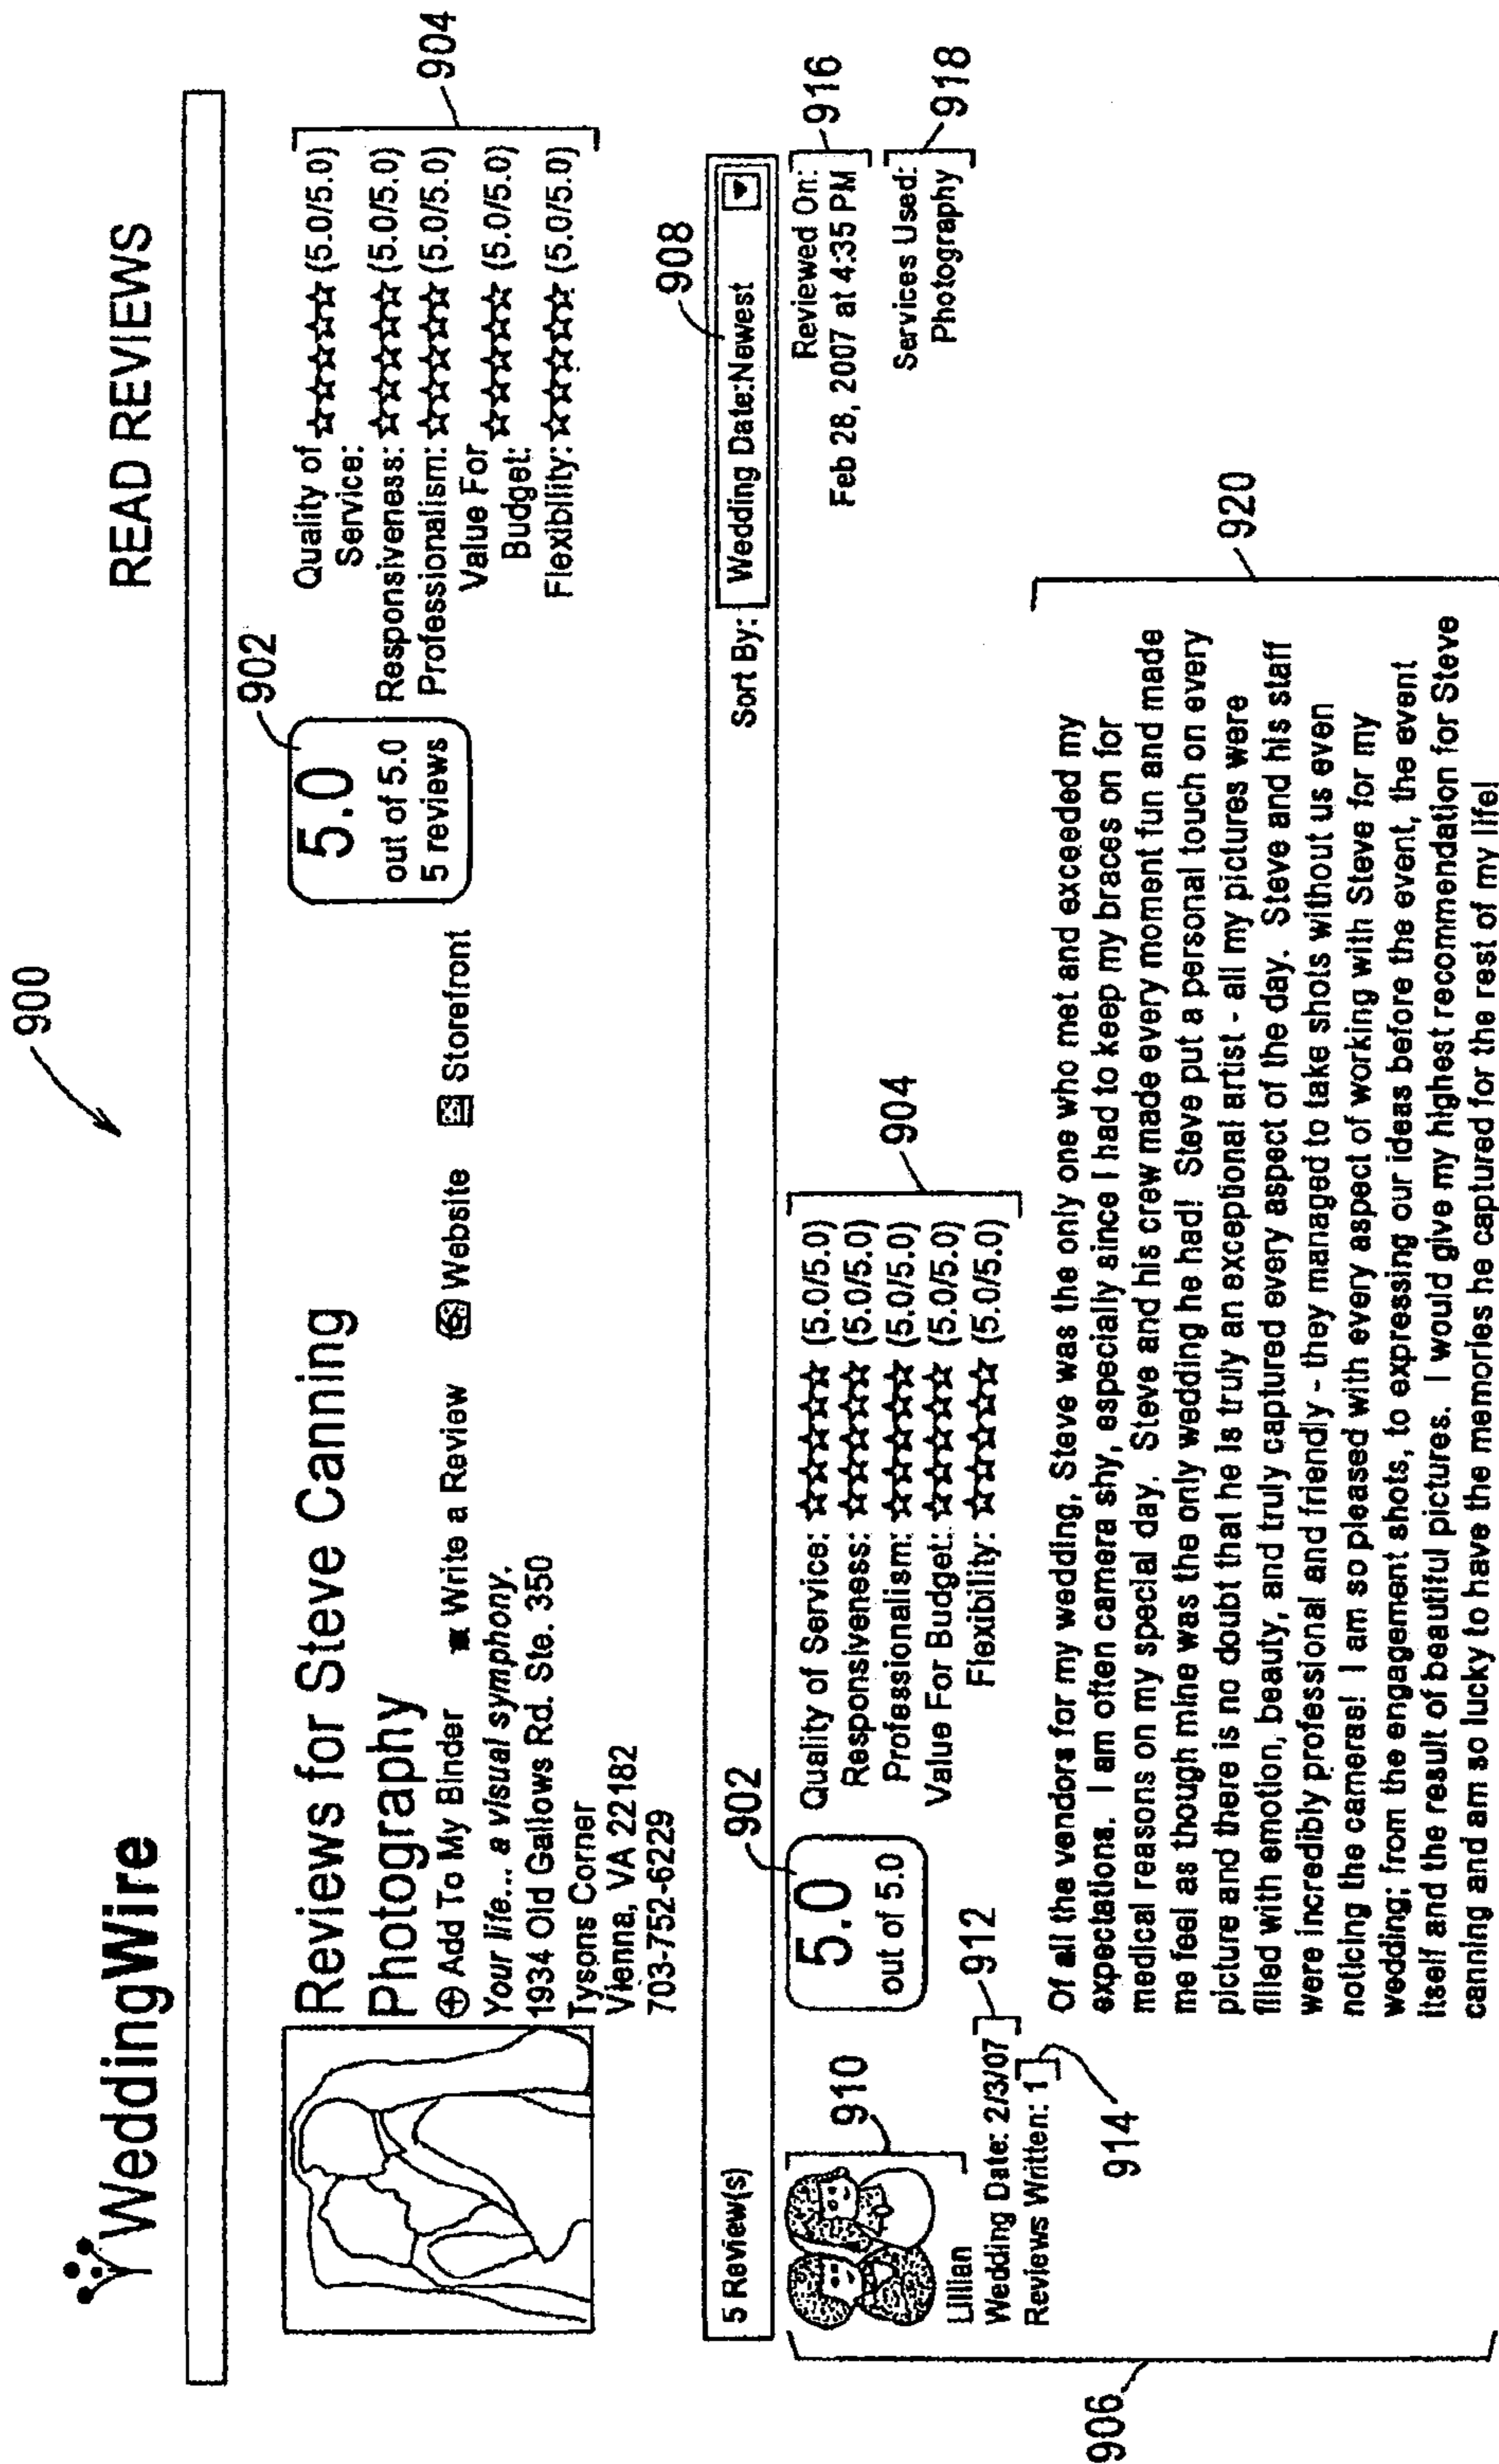 900
WeddingWire
READ REVIEWS
Reviews for Steve Canning
Photography
Add To My Binder Write a Review Website Storefront
Your life... a visual symphony.
1934 Old Gallows Rd. Ste. 350
Tysons Corner
Vienna, VA 22182
703-752-6229
902
5.0
out of 5.0
5 reviews
Quality of Service: (5.0/5.0)
Responsiveness: (5.0/5.0)
Professionalism: (5.0/5.0)
Value For Budget: (5.0/5.0)
Flexibility: (5.0/5.0)
904
908
5 Review(s)
Sort By: Wedding Date:Newest
910
Lillian
Wedding Date: 2/3/07
Reviews Written: 1
912
914
902
5.0
out of 5.0
Quality of Service: (5.0/5.0)
Responsiveness: (5.0/5.0)
Professionalism: (5.0/5.0)
Value For Budget: (5.0/5.0)
Flexibility: (5.0/5.0)
904
Reviewed On:
Feb 28, 2007 at 4:35 PM
916
Services Used:
Photography
918
906
Of all the vendors for my wedding, Steve was the only one who met and exceeded my
expectations. I am often camera shy, especially since I had to keep my braces on for
medical reasons on my special day. Steve and his crew made every moment fun and made
me feel as though mine was the only wedding he had! Steve put a personal touch on every
picture and there is no doubt that he is truly an exceptional artist - all my pictures were
filled with emotion, beauty, and truly captured every aspect of the day. Steve and his staff
were incredibly professional and friendly - they managed to take shots without us even
noticing the cameras! I am so pleased with every aspect of working with Steve for my
wedding; from the engagement shots, to expressing our ideas before the event, the event
itself and the result of beautiful pictures. I would give my highest recommendation for Steve
canning and am so lucky to have the memories he captured for the rest of my life!
920